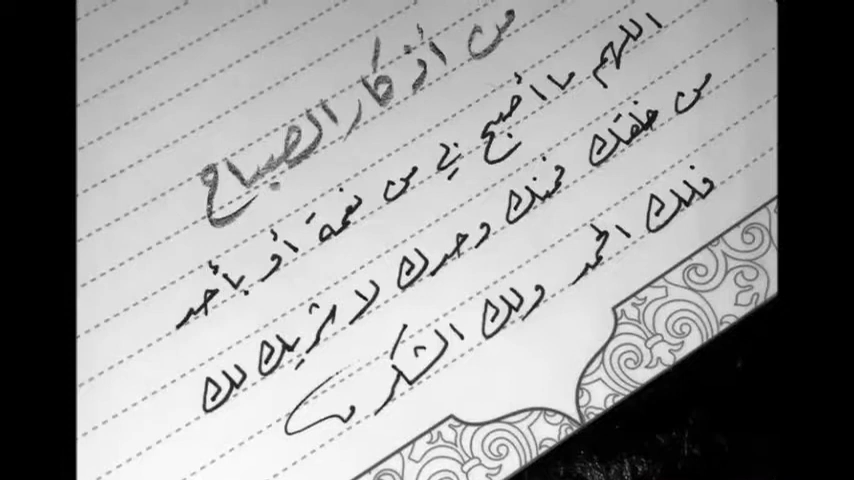 من أذكار الصباح
اللهم ما أصبح بي من نعمة أو بأحد
من خلقك فمنك وحدك لا شريك لك
فلك الحمد ولك الشكر